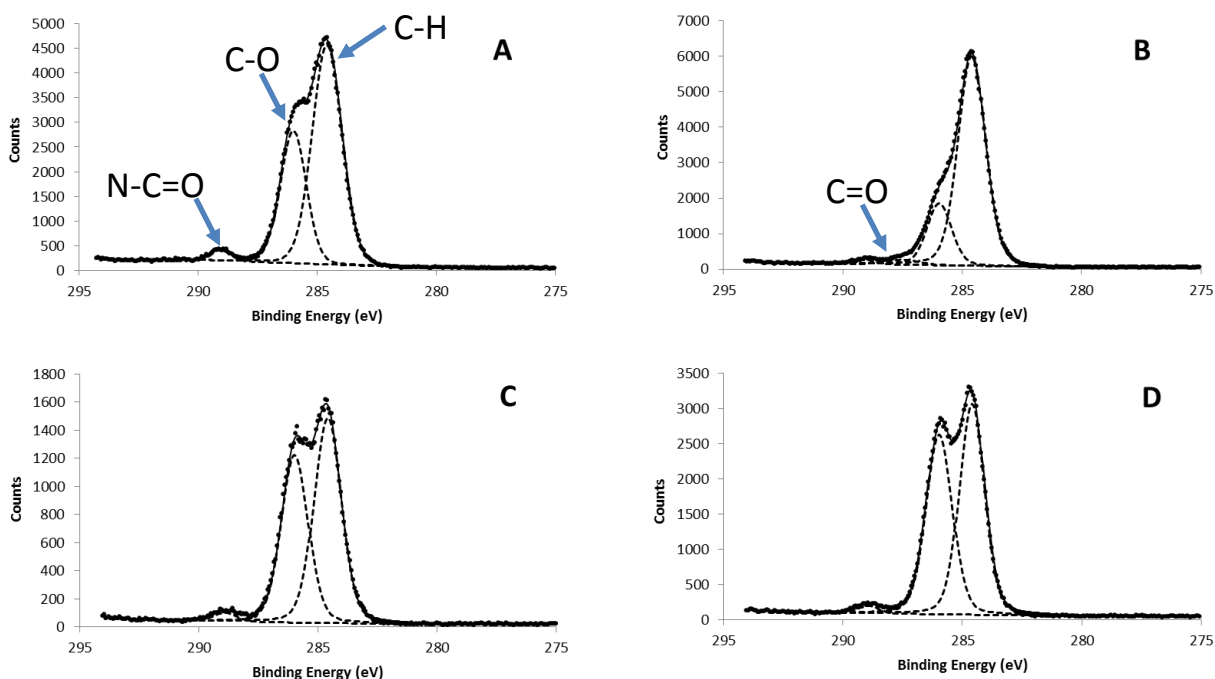 A
C-H
C-O
N-C=O
5000
4500
4000
3500
3000
2500
2000
1500
1000
500
0
Counts
295 290 285 280 275
Binding Energy (eV)
B
C=O
7000
6000
5000
4000
3000
2000
1000
0
Counts
295 290 285 280 275
Binding Energy (eV)
C
1800
1600
1400
1200
1000
800
600
400
200
0
Counts
295 290 285 280 275
Binding Energy (eV)
D
3500
3000
2500
2000
1500
1000
500
0
Counts
295 290 285 280 275
Binding Energy (eV)